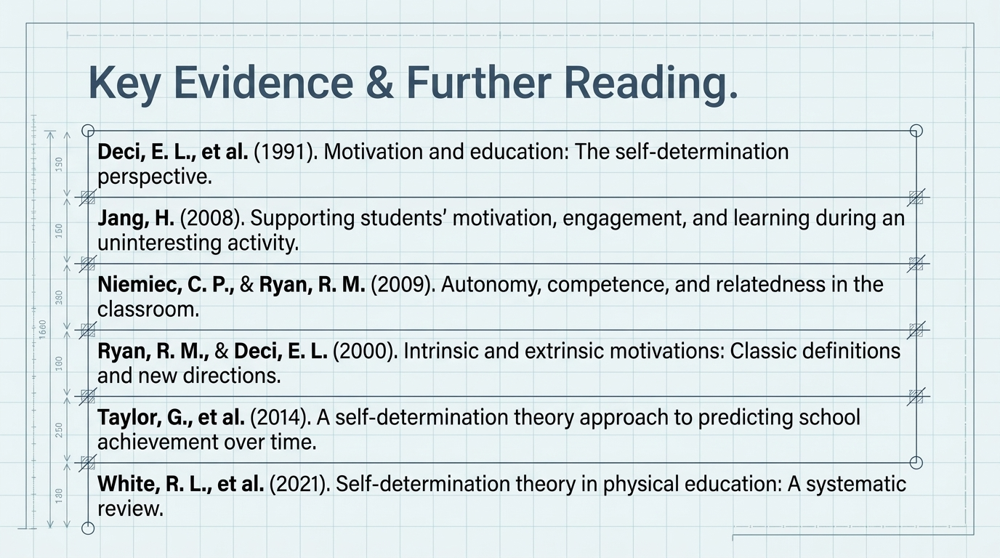 Key Evidence & Further Reading.
Deci, E. L., et al. (1991). Motivation and education: The self-determination
perspective.
Jang, H. (2008). Supporting students’ motivation, engagement, and learning during an
uninteresting activity.
Niemiec, C. P., & Ryan, R. M. (2009). Autonomy, competence, and relatedness in the
classroom.
Ryan, R. M., & Deci, E. L. (2000). Intrinsic and extrinsic motivations: Classic definitions
and new directions.
Taylor, G., et al. (2014). A self-determination theory approach to predicting school
achievement over time.
White, R. L., et al. (2021). Self-determination theory in physical education: A systematic
review.
250